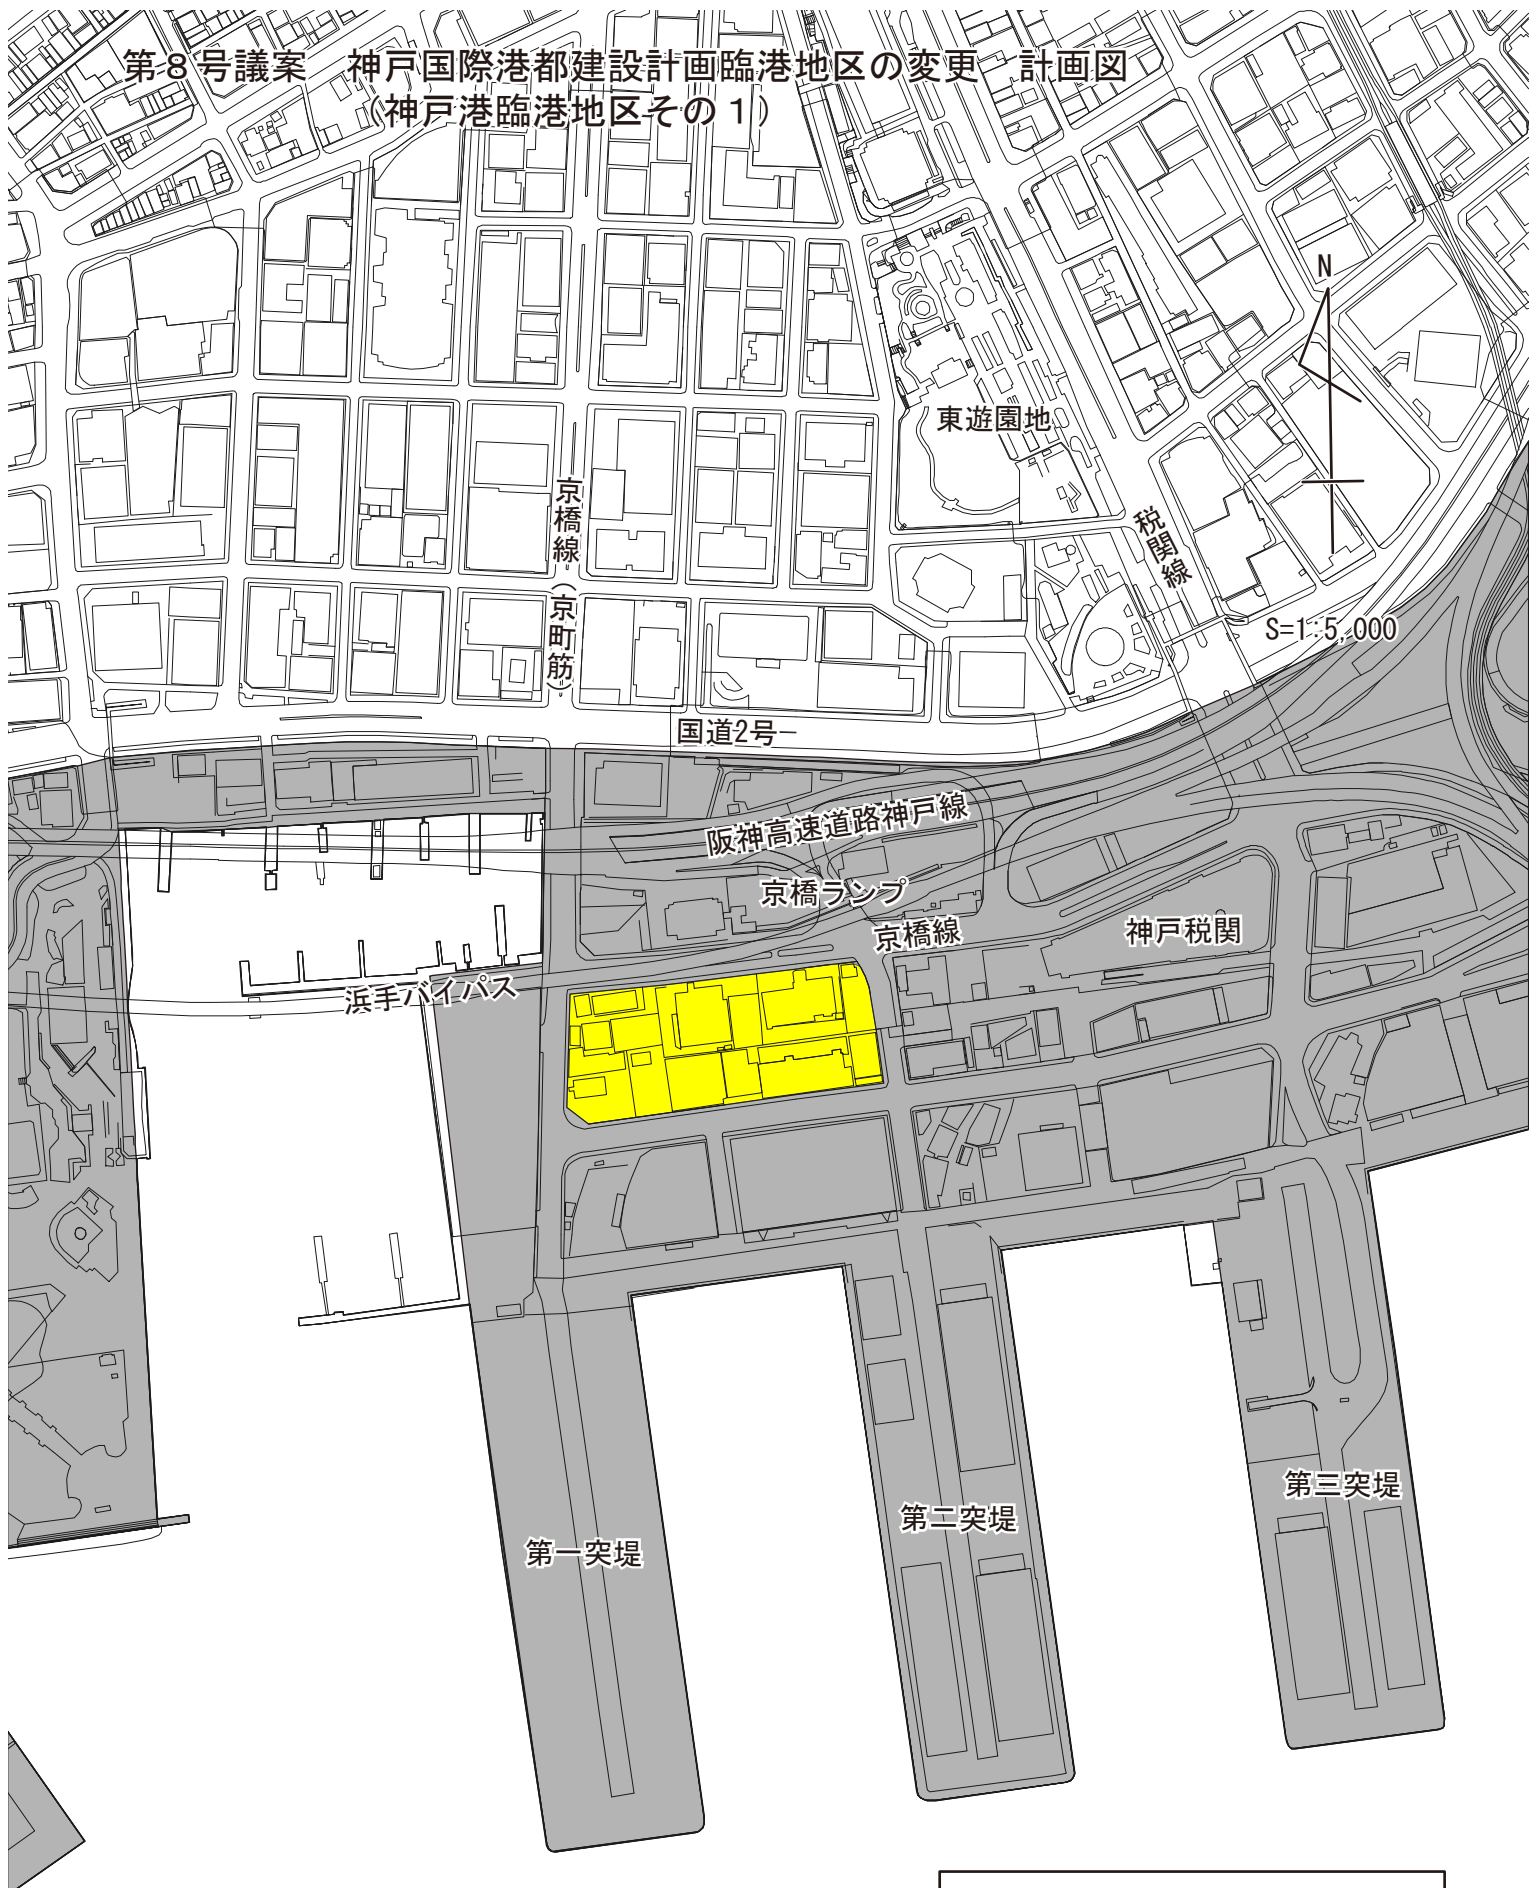 第８号議案　神戸国際港都建設計画臨港地区の変更　計画図
（神戸港臨港地区その１）
N
東遊園地
京橋線（京町筋）
税関線
S=1:5,000
国道2号
阪神高速道路神戸線
京橋ランプ
京橋線
神戸税関
浜手バイパス
第三突堤
第二突堤
第一突堤